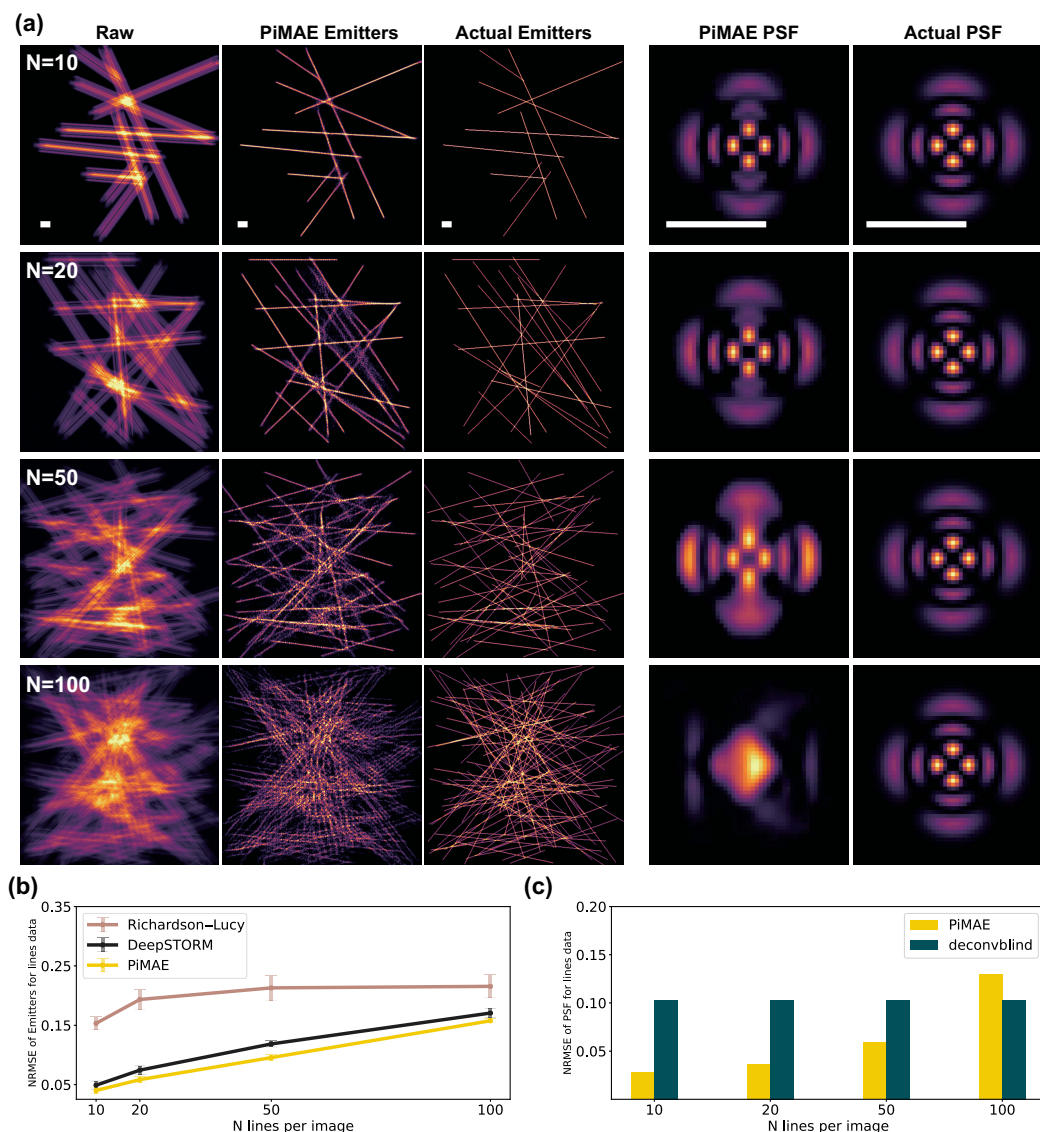 (a)
Raw
PiMAE Emitters
Actual Emitters
PiMAE PSF
Actual PSF
N=10
N=20
N=50
N=100
(b)
NRMSE of Emitters for lines data
0.35
0.25
0.15
0.05
Richardson–Lucy
DeepSTORM
PiMAE
10
20
50
100
N lines per image
(c)
NRMSE of PSF for lines data
0.20
0.15
0.10
0.05
PiMAE
deconvblind
10
20
50
100
N lines per image